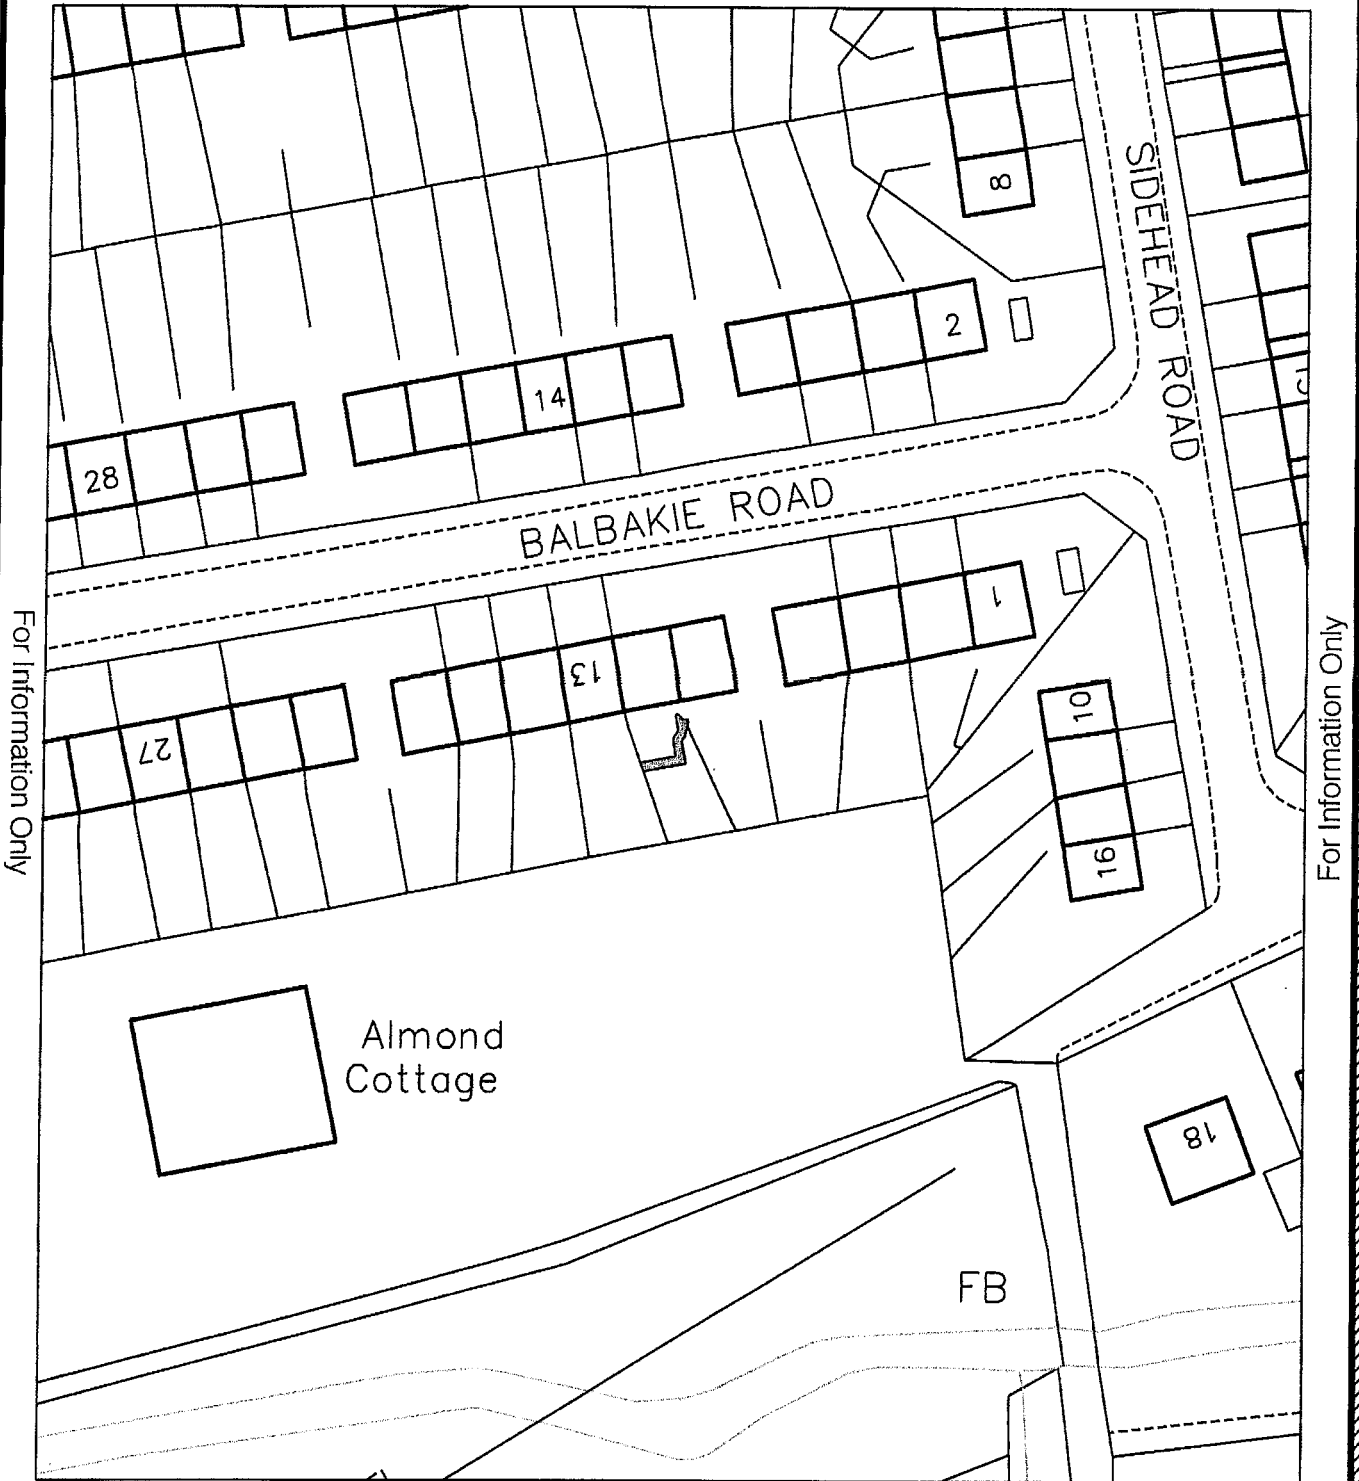 8
SIDEHEAD ROAD
2
14
28
BALBAKIE ROAD
1
13
27
10
16
For Information Only
For Information Only
Almond
Cottage
18
FB